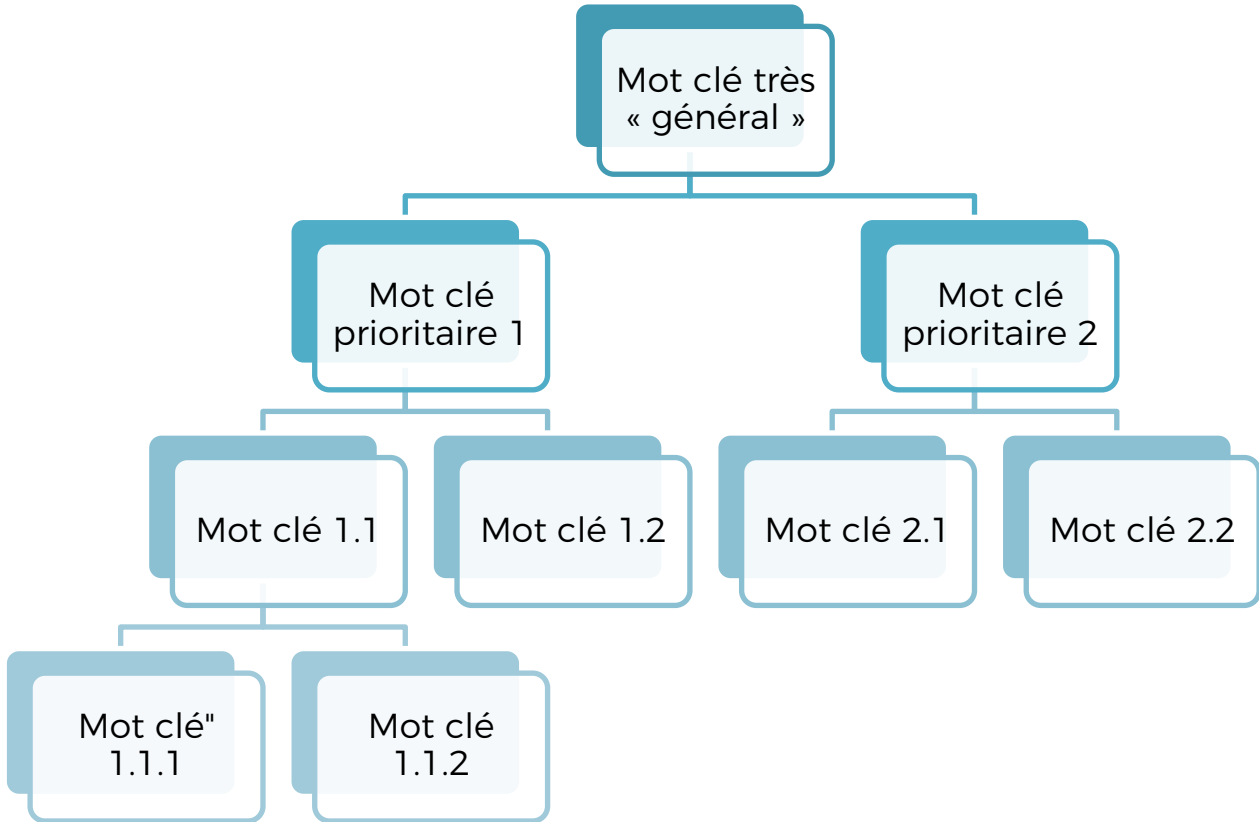 Mot clé très
« général »
Mot clé
prioritaire 1
Mot clé
prioritaire 2
Mot clé 1.1
Mot clé 1.2
Mot clé 2.1
Mot clé 2.2
Mot clé"
1.1.1
Mot clé
1.1.2